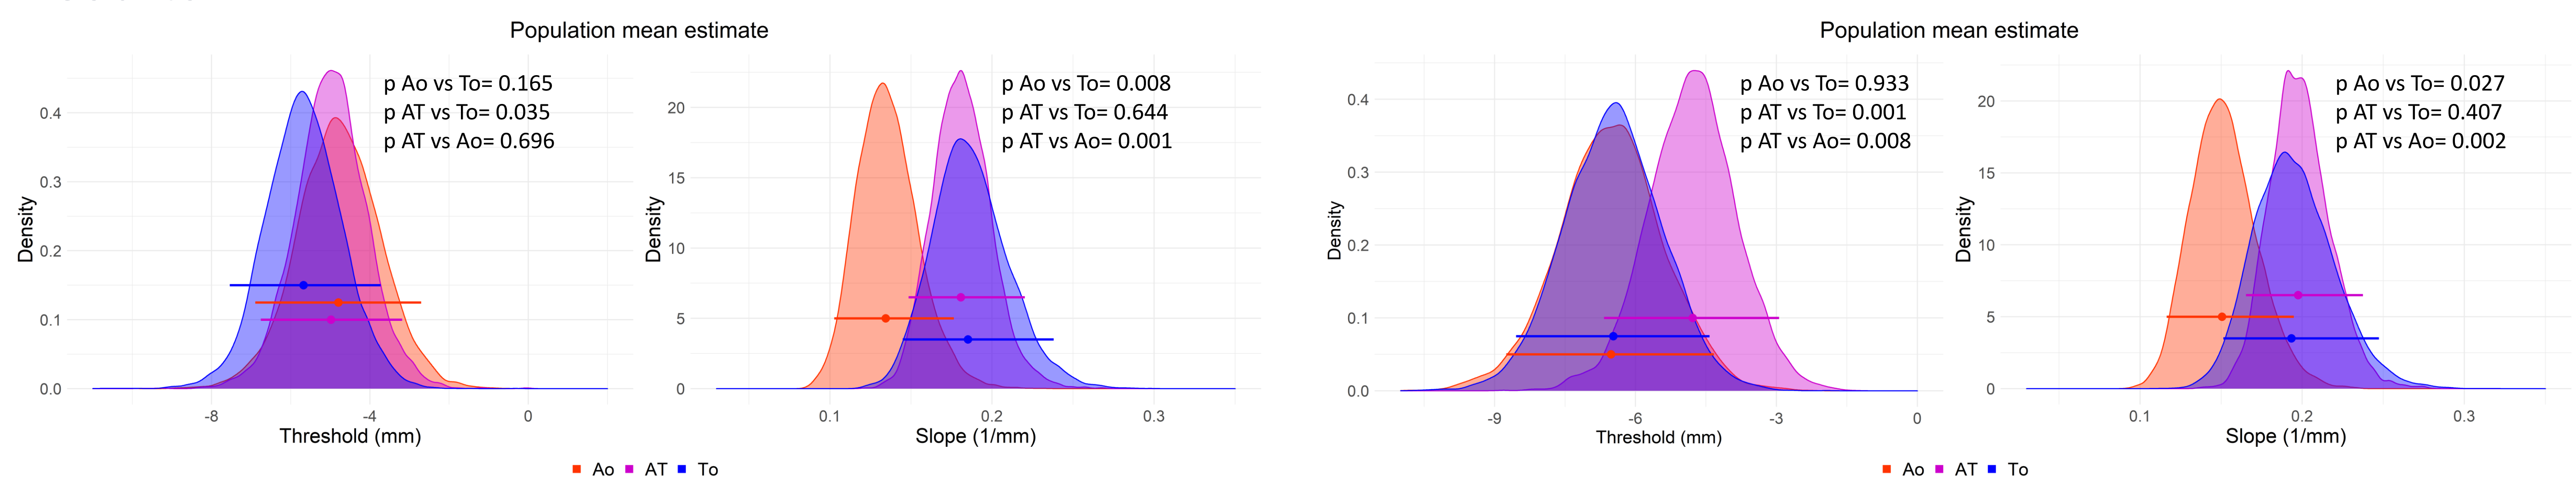 Population mean estimate
Population mean estimate
p Ao vs To= 0.165
p AT vs To= 0.035
p AT vs Ao= 0.696
Density
0.4
0.3
0.2
0.1
0.0
-8
-4
0
Threshold (mm)
p Ao vs To= 0.008
p AT vs To= 0.644
p AT vs Ao= 0.001
Density
20
15
10
5
0
0.1
0.2
0.3
Slope (1/mm)
Ao AT To
p Ao vs To= 0.933
p AT vs To= 0.001
p AT vs Ao= 0.008
Density
0.4
0.3
0.2
0.1
0.0
-9
-6
-3
0
Threshold (mm)
p Ao vs To= 0.027
p AT vs To= 0.407
p AT vs Ao= 0.002
Density
20
15
10
5
0
0.1
0.2
0.3
Slope (1/mm)
Ao AT To